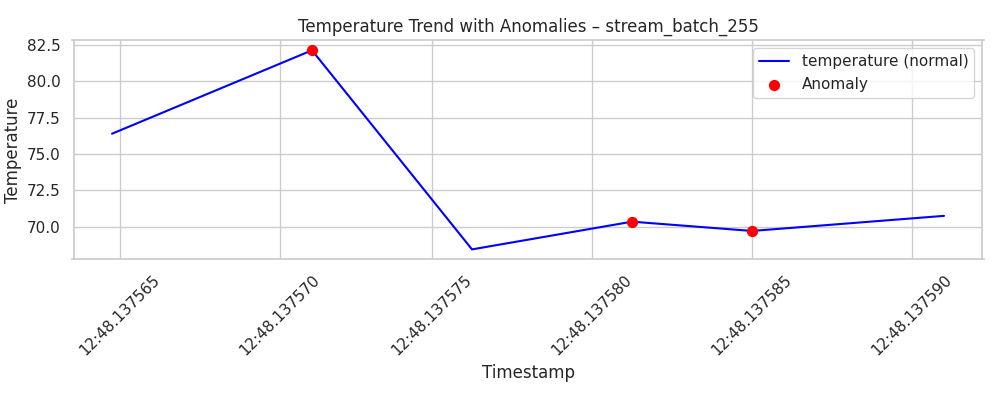 Temperature Trend with Anomalies – stream_batch_255
82.5
80.0
77.5
75.0
72.5
70.0
Temperature
temperature (normal)
Anomaly
12:48.137565
12:48.137570
12:48.137575
12:48.137580
12:48.137585
12:48.137590
Timestamp